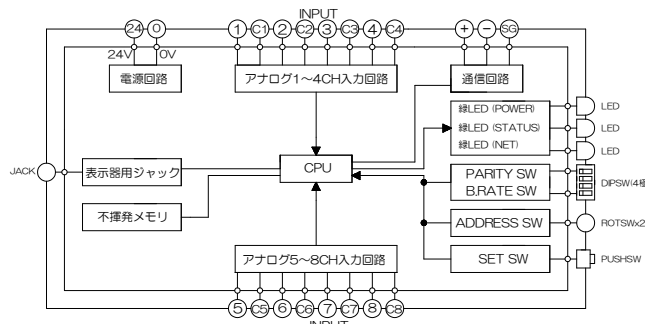 INPUT
24 0 1 C1 2 C2 3 C3 4 C4 + − SG
24V 0V
電源回路
アナログ1～4CH入力回路
通信回路
緑LED (POWER)
緑LED (STATUS)
緑LED (NET)
LED
LED
LED
JACK
表示器用ジャック
CPU
PARITY SW
B.RATE SW
DIPSW(4極
不揮発メモリ
ADDRESS SW
ROTSWx2
アナログ5～8CH入力回路
SET SW
PUSHSW
5 C5 6 C6 7 C7 8 C8
INPUT